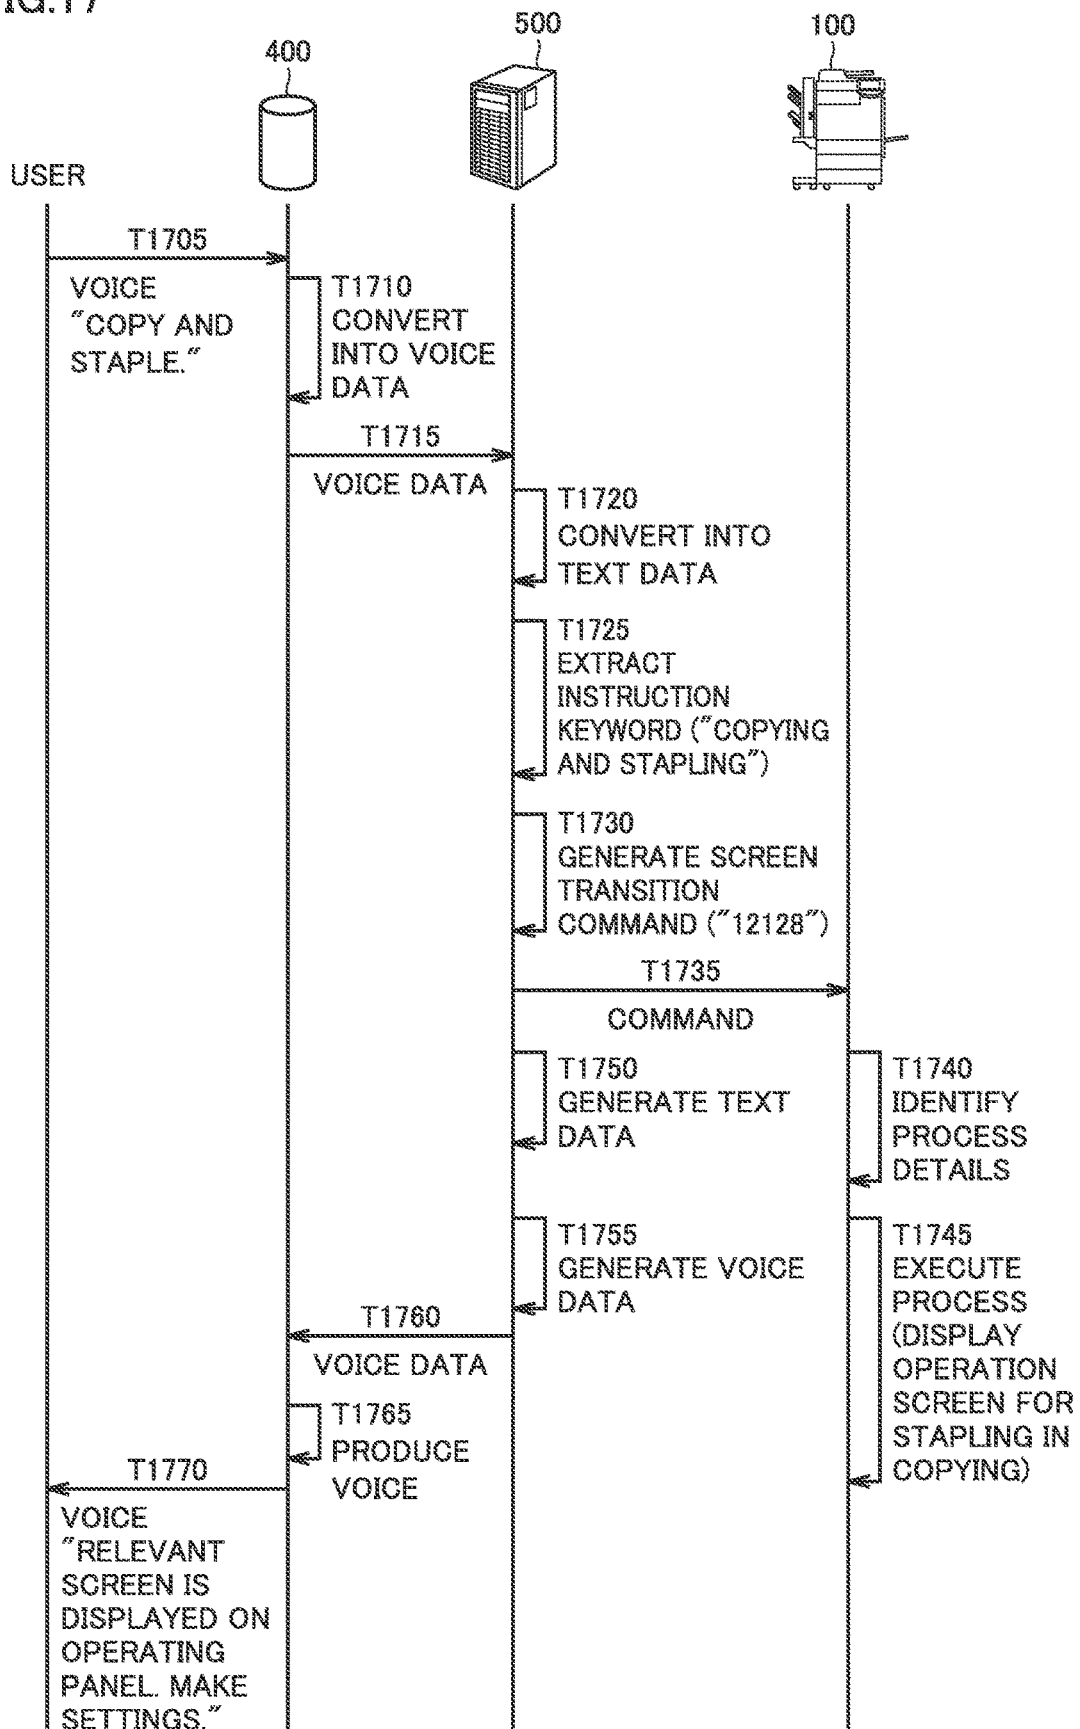 FIG.17
500
100
400
USER
T1705
VOICE
"COPY AND
STAPLE."
T1710
CONVERT
INTO VOICE
DATA
T1715
VOICE DATA
T1720
CONVERT INTO
TEXT DATA
T1725
EXTRACT
INSTRUCTION
KEYWORD ("COPYING
AND STAPLING")
T1730
GENERATE SCREEN
TRANSITION
COMMAND ("12128")
T1735
COMMAND
T1750
GENERATE TEXT
DATA
T1740
IDENTIFY
PROCESS
DETAILS
T1755
GENERATE VOICE
DATA
T1745
EXECUTE
PROCESS
(DISPLAY
OPERATION
SCREEN FOR
STAPLING IN
COPYING)
T1760
VOICE DATA
T1765
PRODUCE
VOICE
T1770
VOICE
"RELEVANT
SCREEN IS
DISPLAYED ON
OPERATING
PANEL. MAKE
SETTINGS."